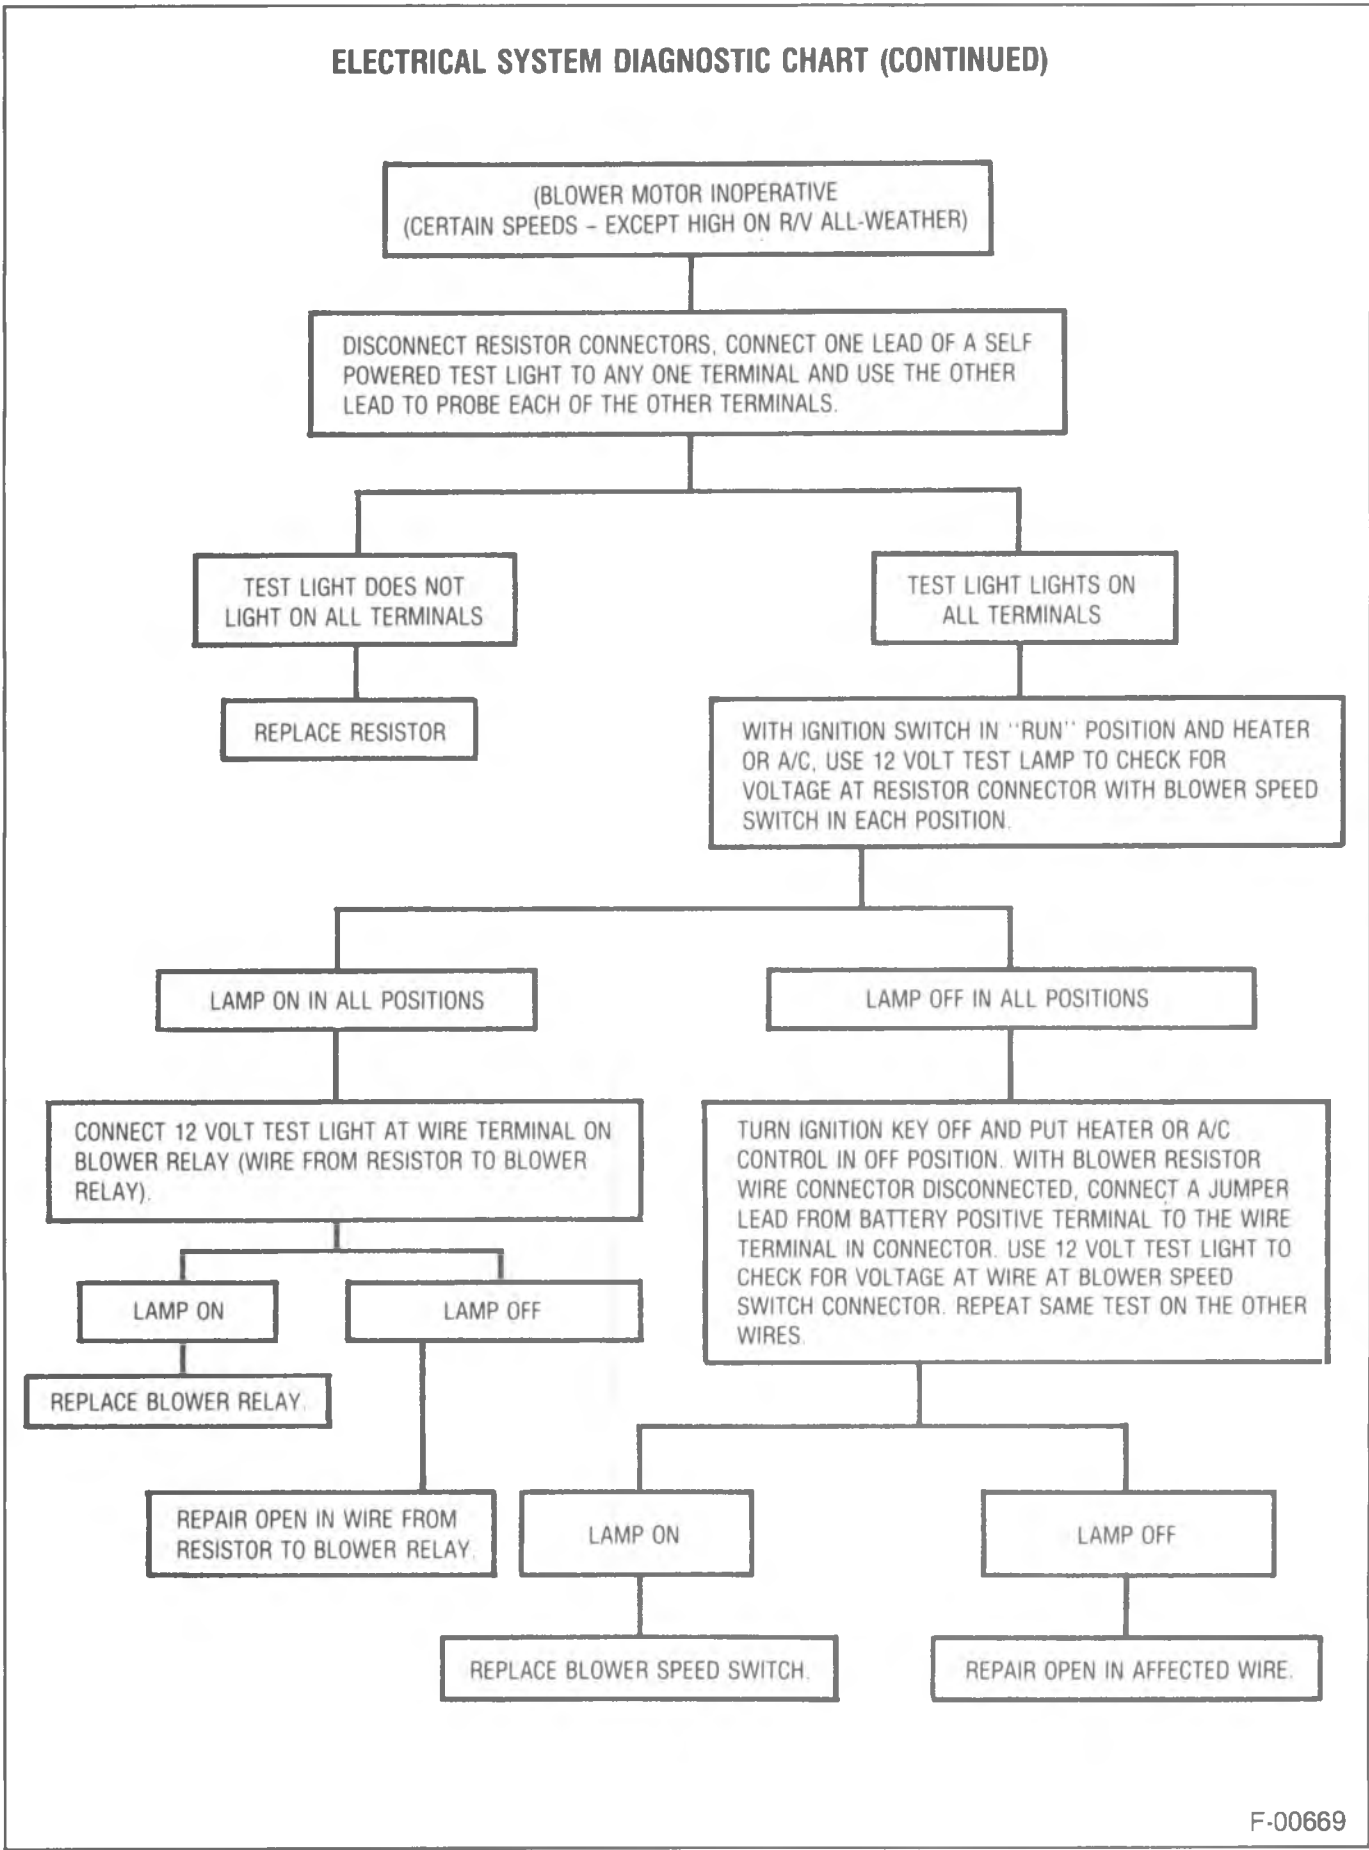 ELECTRICAL SYSTEM DIAGNOSTIC CHART (CONTINUED)
(BLOWER MOTOR INOPERATIVE
(CERTAIN SPEEDS – EXCEPT HIGH ON R/V ALL-WEATHER)
DISCONNECT RESISTOR CONNECTORS, CONNECT ONE LEAD OF A SELF
POWERED TEST LIGHT TO ANY ONE TERMINAL AND USE THE OTHER
LEAD TO PROBE EACH OF THE OTHER TERMINALS.
TEST LIGHT DOES NOT
LIGHT ON ALL TERMINALS
TEST LIGHT LIGHTS ON
ALL TERMINALS
REPLACE RESISTOR
WITH IGNITION SWITCH IN ''RUN'' POSITION AND HEATER
OR A/C, USE 12 VOLT TEST LAMP TO CHECK FOR
VOLTAGE AT RESISTOR CONNECTOR WITH BLOWER SPEED
SWITCH IN EACH POSITION.
LAMP ON IN ALL POSITIONS
LAMP OFF IN ALL POSITIONS
CONNECT 12 VOLT TEST LIGHT AT WIRE TERMINAL ON
BLOWER RELAY (WIRE FROM RESISTOR TO BLOWER
RELAY).
TURN IGNITION KEY OFF AND PUT HEATER OR A/C
CONTROL IN OFF POSITION. WITH BLOWER RESISTOR
WIRE CONNECTOR DISCONNECTED, CONNECT A JUMPER
LEAD FROM BATTERY POSITIVE TERMINAL TO THE WIRE
TERMINAL IN CONNECTOR. USE 12 VOLT TEST LIGHT TO
CHECK FOR VOLTAGE AT WIRE AT BLOWER SPEED
SWITCH CONNECTOR. REPEAT SAME TEST ON THE OTHER
WIRES.
LAMP ON
LAMP OFF
REPLACE BLOWER RELAY.
REPAIR OPEN IN WIRE FROM
RESISTOR TO BLOWER RELAY.
LAMP ON
LAMP OFF
REPLACE BLOWER SPEED SWITCH.
REPAIR OPEN IN AFFECTED WIRE.
F-00669